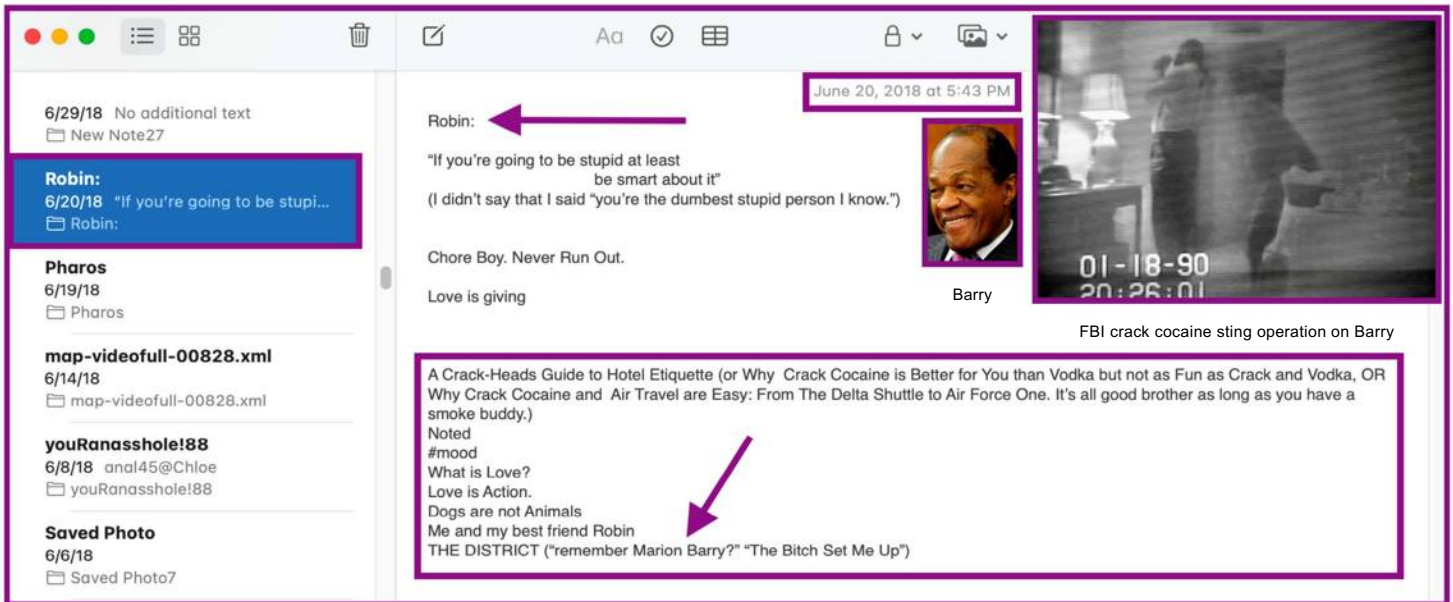 6/29/18 No additional text
New Note27
Robin:
6/20/18 "If you're going to be stupi...
Robin:
Pharos
6/19/18
Pharos
map-videofull-00828.xml
6/14/18
map-videofull-00828.xml
youRanasshole!88
6/8/18 anal45@Chloe
youRanasshole!88
Saved Photo
6/6/18
Saved Photo7
Aa
June 20, 2018 at 5:43 PM
Robin:
“If you’re going to be stupid at least
be smart about it”
(I didn’t say that I said “you’re the dumbest stupid person I know.”)
Chore Boy. Never Run Out.
Love is giving
Barry
01-18-90
20:26:01
FBI crack cocaine sting operation on Barry
A Crack-Heads Guide to Hotel Etiquette (or Why Crack Cocaine is Better for You than Vodka but not as Fun as Crack and Vodka, OR
Why Crack Cocaine and Air Travel are Easy: From The Delta Shuttle to Air Force One. It’s all good brother as long as you have a
smoke buddy.)
Noted
#mood
What is Love?
Love is Action.
Dogs are not Animals
Me and my best friend Robin
THE DISTRICT (“remember Marion Barry?” “The Bitch Set Me Up”)